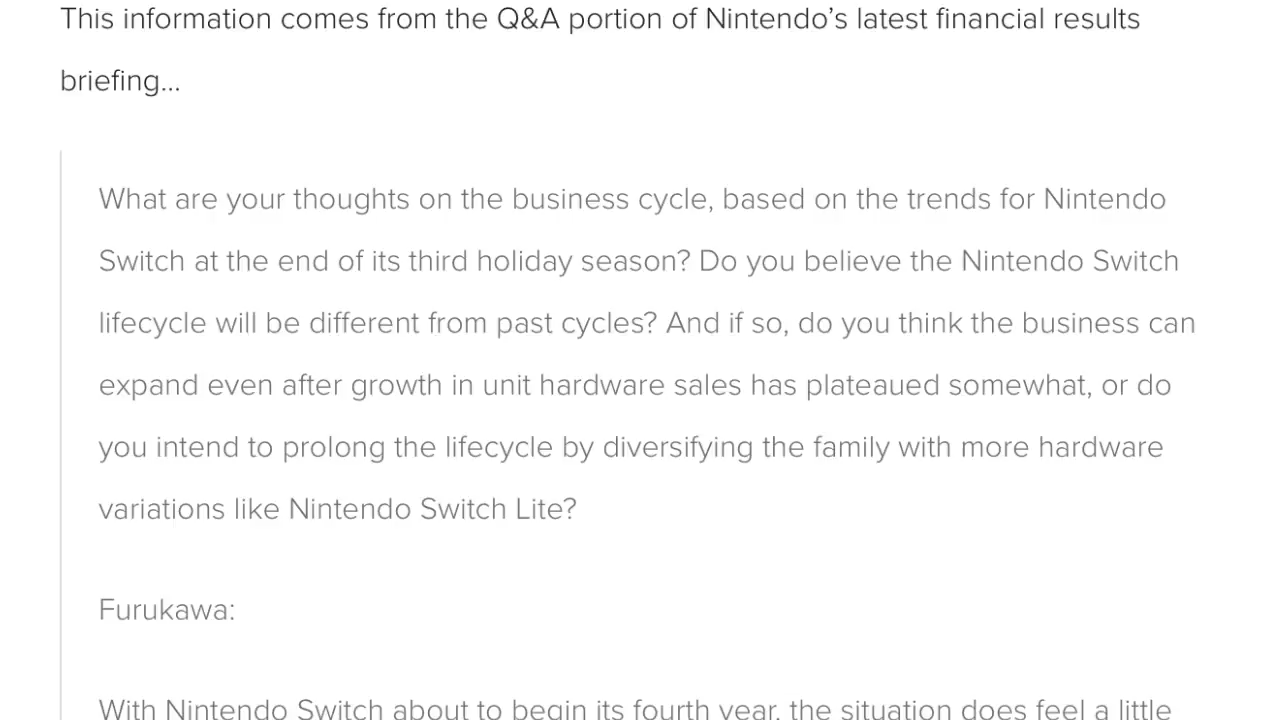 This information comes from the Q&A portion of Nintendo’s latest financial results
briefing...
What are your thoughts on the business cycle, based on the trends for Nintendo
Switch at the end of its third holiday season? Do you believe the Nintendo Switch
lifecycle will be different from past cycles? And if so, do you think the business can
expand even after growth in unit hardware sales has plateaued somewhat, or do
you intend to prolong the lifecycle by diversifying the family with more hardware
variations like Nintendo Switch Lite?
Furukawa:
With Nintendo Switch about to begin its fourth year, the situation does feel a little